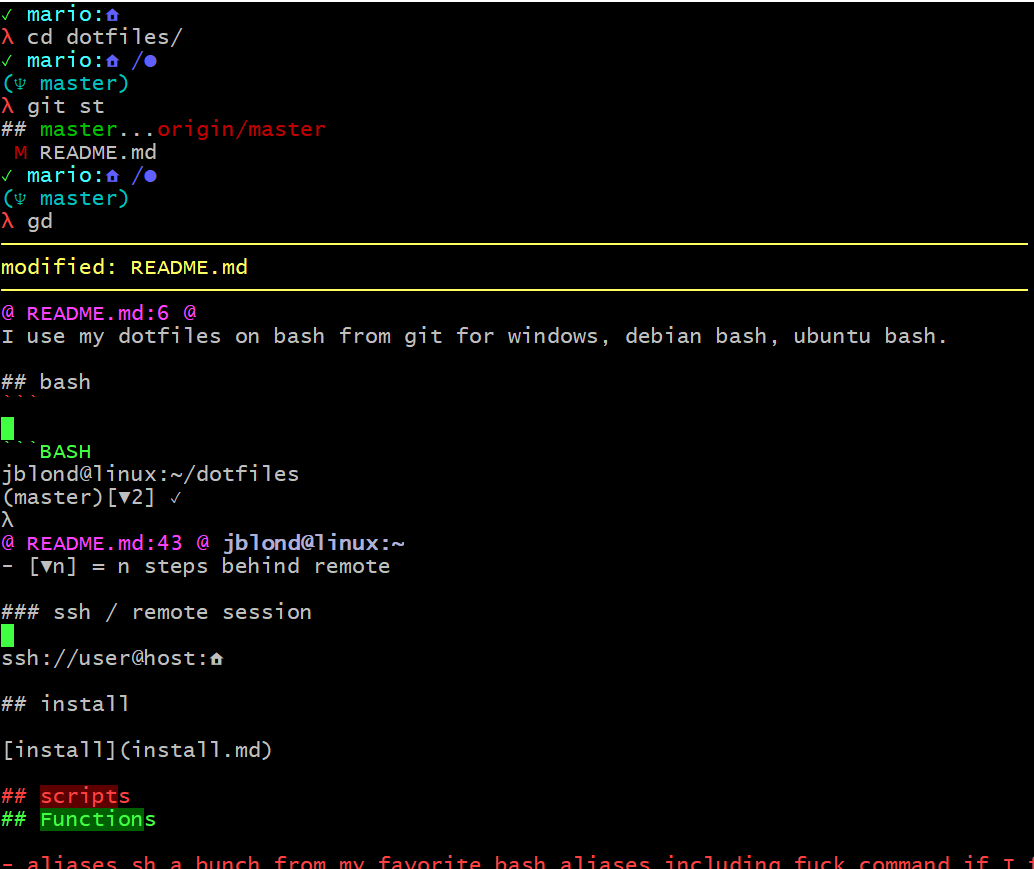 ✓ mario:⌂
λ cd dotfiles/
✓ mario:⌂ /●
(Ψ master)
λ git st
## master...origin/master
 M README.md
✓ mario:⌂ /●
(Ψ master)
λ gd
modified: README.md
@ README.md:6 @
I use my dotfiles on bash from git for windows, debian bash, ubuntu bash.
## bash
```
```BASH
jblond@linux:~/dotfiles
(master)[▼2] ✓
λ
@ README.md:43 @ jblond@linux:~
- [▼n] = n steps behind remote
### ssh / remote session
ssh://user@host:⌂
## install
[install](install.md)
## scripts
## Functions
- aliases.sh a bunch from my favorite bash aliases including fuck command if I